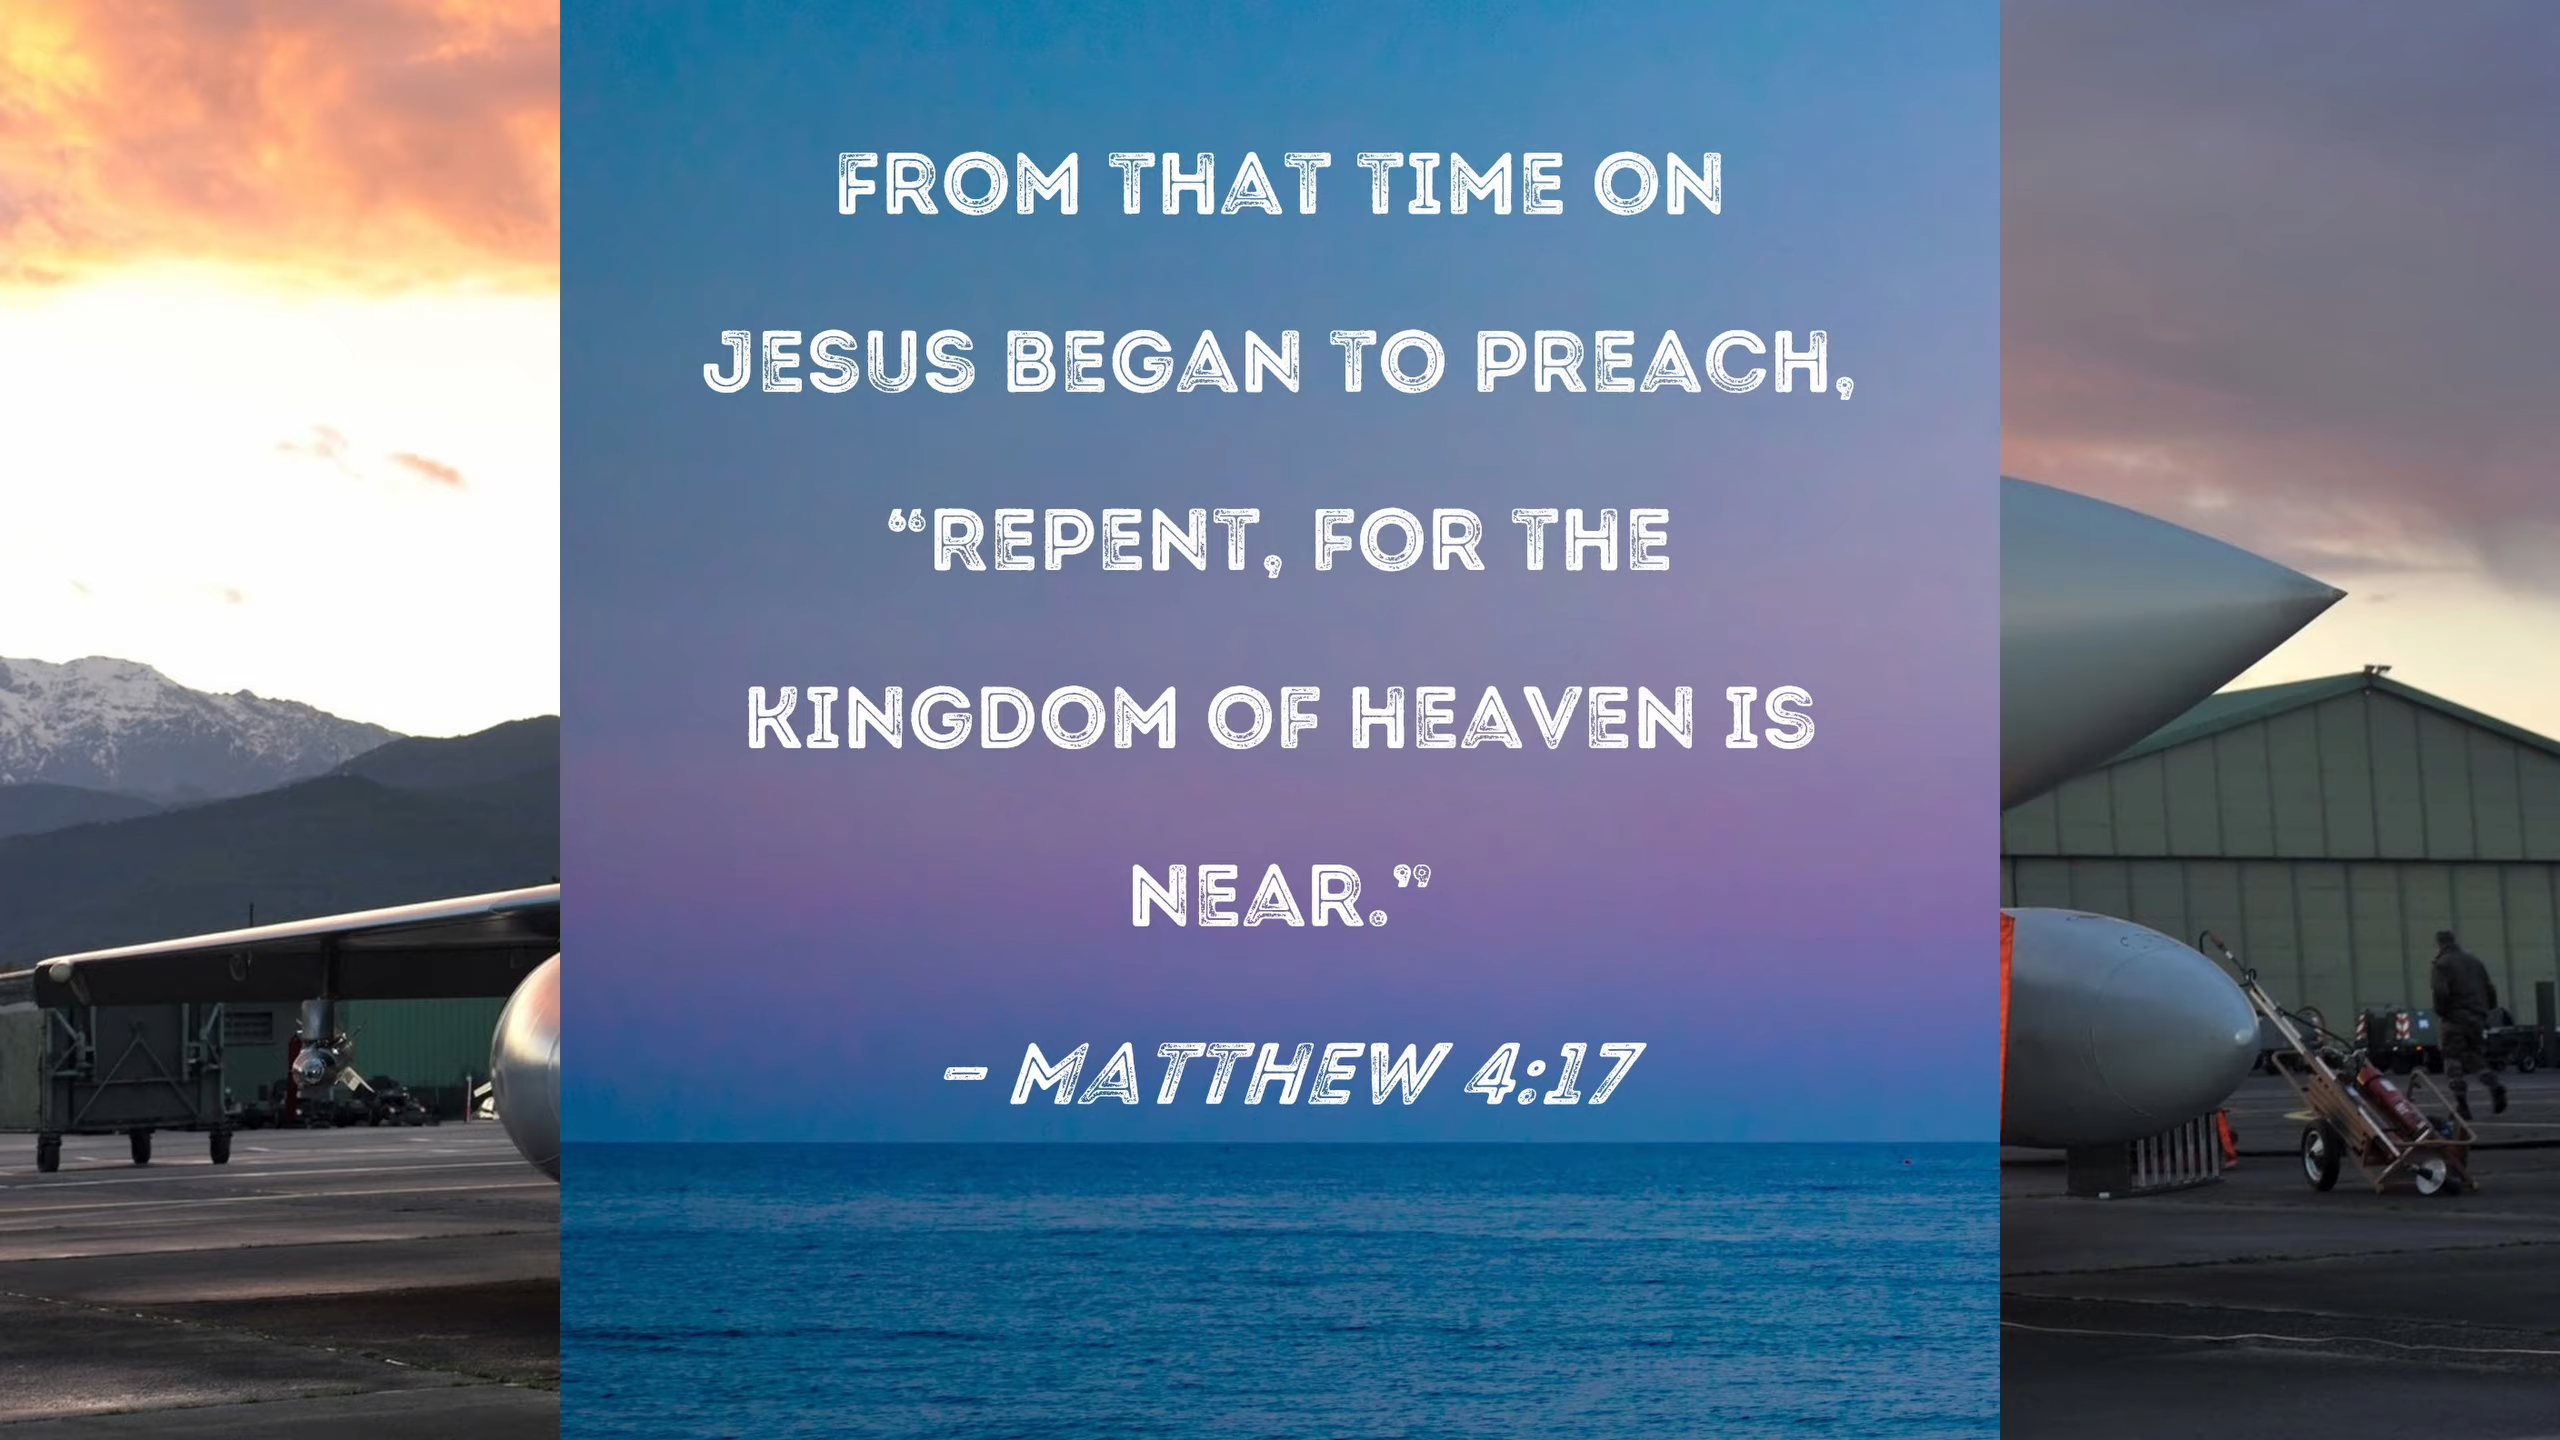 FROM THAT TIME ON
JESUS BEGAN TO PREACH,
“REPENT, FOR THE
KINGDOM OF HEAVEN IS
NEAR.”
– MATTHEW 4:17